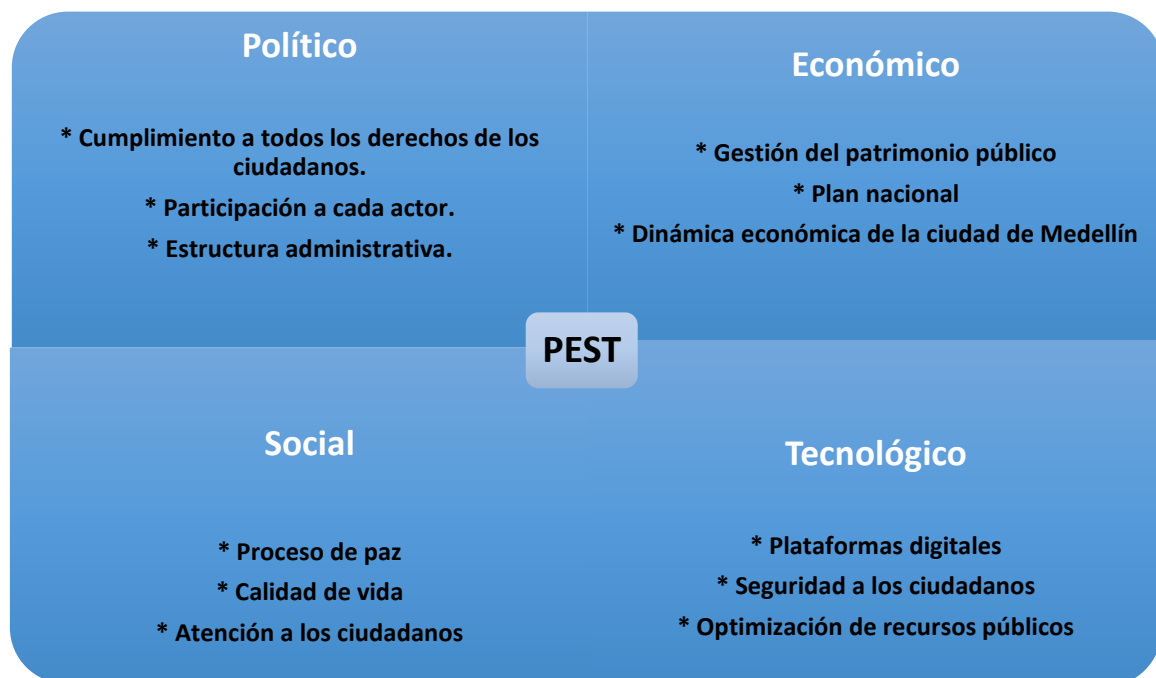 Político
* Cumplimiento a todos los derechos de los
ciudadanos.
* Participación a cada actor.
* Estructura administrativa.
Económico
* Gestión del patrimonio público
* Plan nacional
* Dinámica económica de la ciudad de Medellín
PEST
Social
* Proceso de paz
* Calidad de vida
* Atención a los ciudadanos
Tecnológico
* Plataformas digitales
* Seguridad a los ciudadanos
* Optimización de recursos públicos